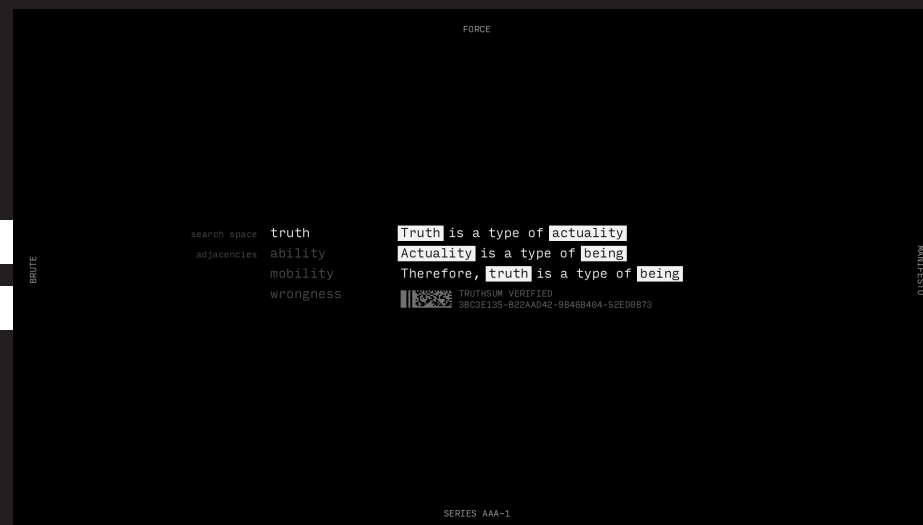 FORCE
search space truth
adjacencies ability
mobility
wrongness
Truth is a type of actuality
Actuality is a type of being
Therefore, truth is a type of being
TRUTHSUM VERIFIED
3BC3E135-B22AAD42-9B46B404-52ED0B73
BRUTE
MANIFESTO
SERIES AAA-1